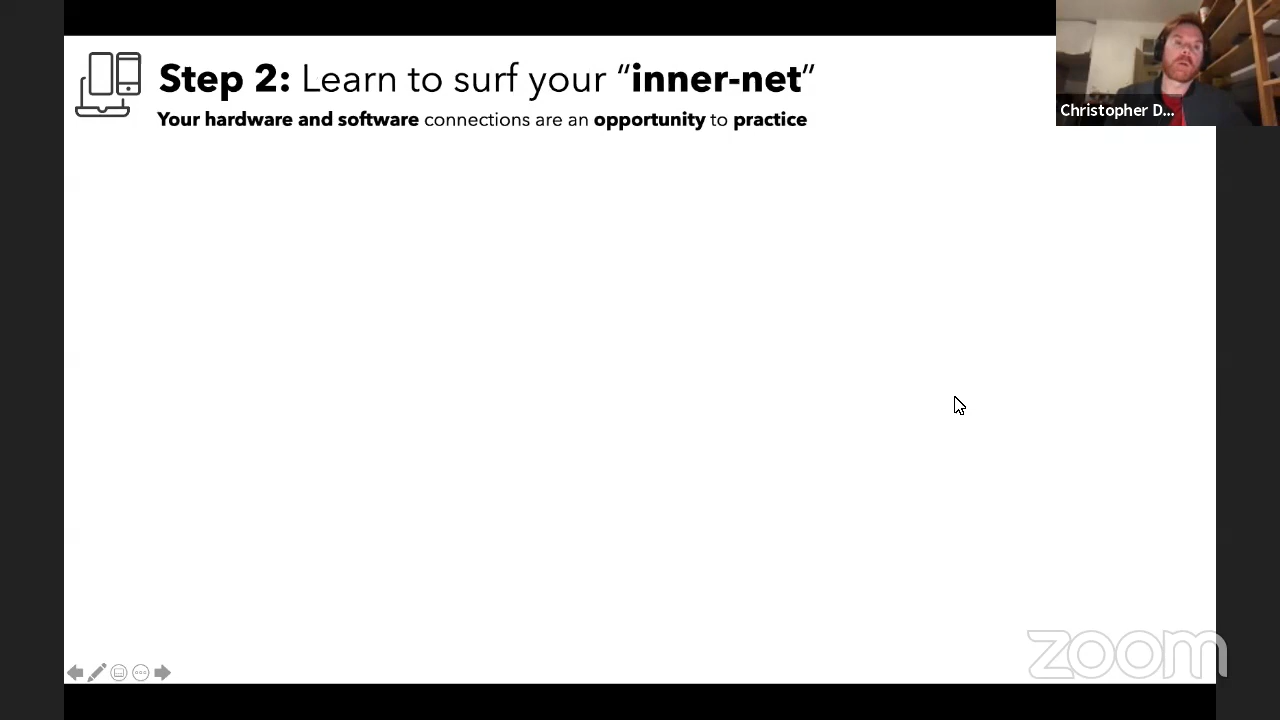 Step 2: Learn to surf your “inner-net”
Your hardware and software connections are an opportunity to practice
Christopher D...
zoom